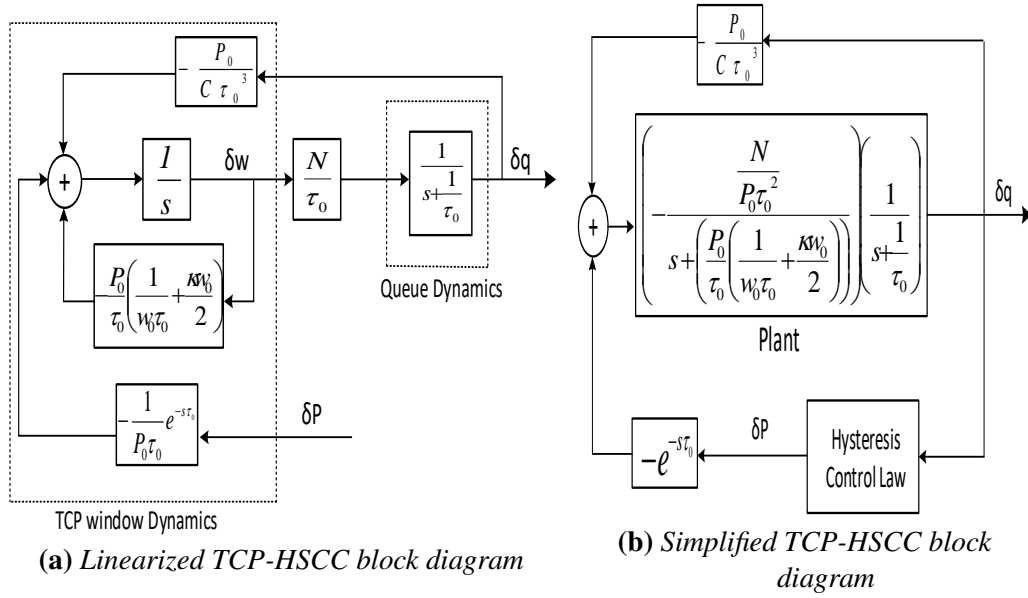 - P₀ / C τ₀³
+
1 / s
δw
N / τ₀
1 / (s + 1/τ₀)
δq
Queue Dynamics
- P₀/τ₀ (1/(w₀τ₀) + κw₀/2)
- 1/(P₀τ₀) e^(-sτ₀)
δP
TCP window Dynamics
(a) Linearized TCP-HSCC block diagram
- P₀ / C τ₀³
+
(- (N/(P₀τ₀²)) / (s + (P₀/τ₀ (1/(w₀τ₀) + κw₀/2)))) (1 / (s + 1/τ₀))
δq
Plant
-e^(-sτ₀)
δP
Hysteresis
Control Law
(b) Simplified TCP-HSCC block
diagram